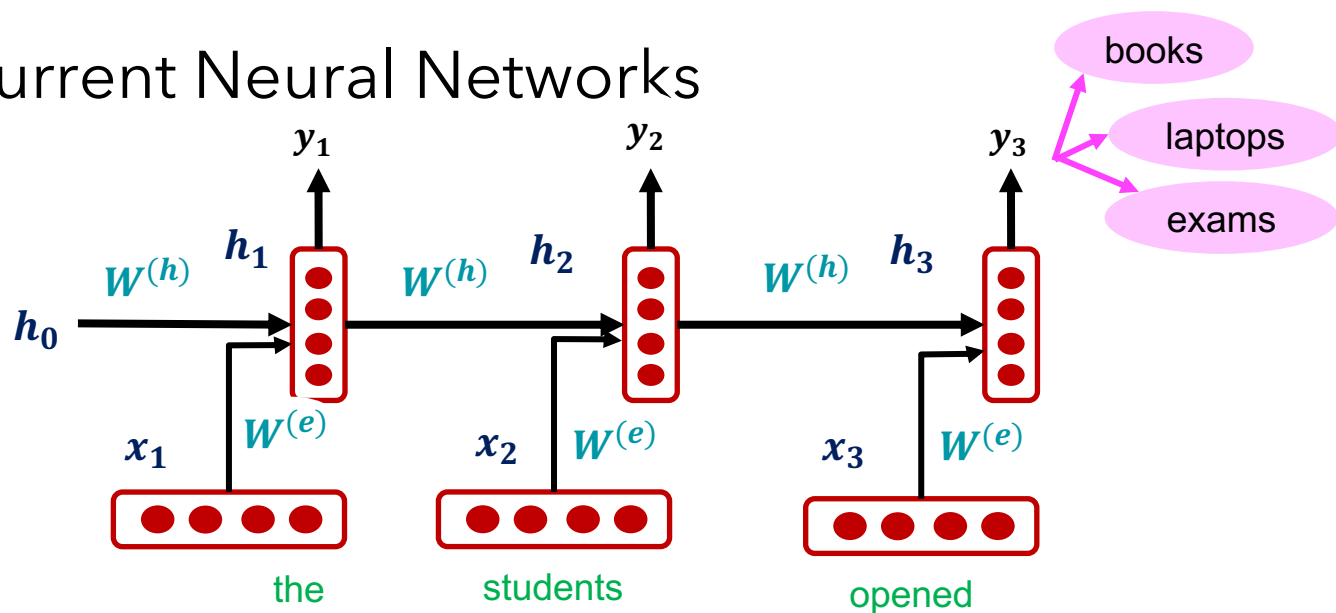 urrent Neural Networks
books
laptops
exams
y₁
y₂
y₃
h₁
h₂
h₃
W⁽ʰ⁾
W⁽ʰ⁾
W⁽ʰ⁾
h₀
x₁
W⁽ᵉ⁾
x₂
W⁽ᵉ⁾
x₃
W⁽ᵉ⁾
the
students
opened